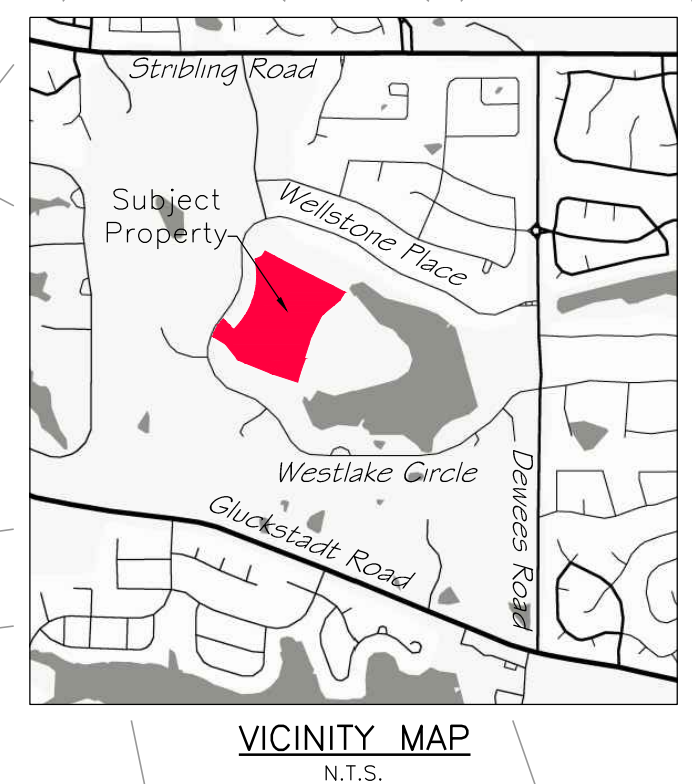 Stribling Road
Wellstone Place
Subject
Property
Westlake Circle
Gluckstadt Road
Dewees Road
VICINITY MAP
N.T.S.